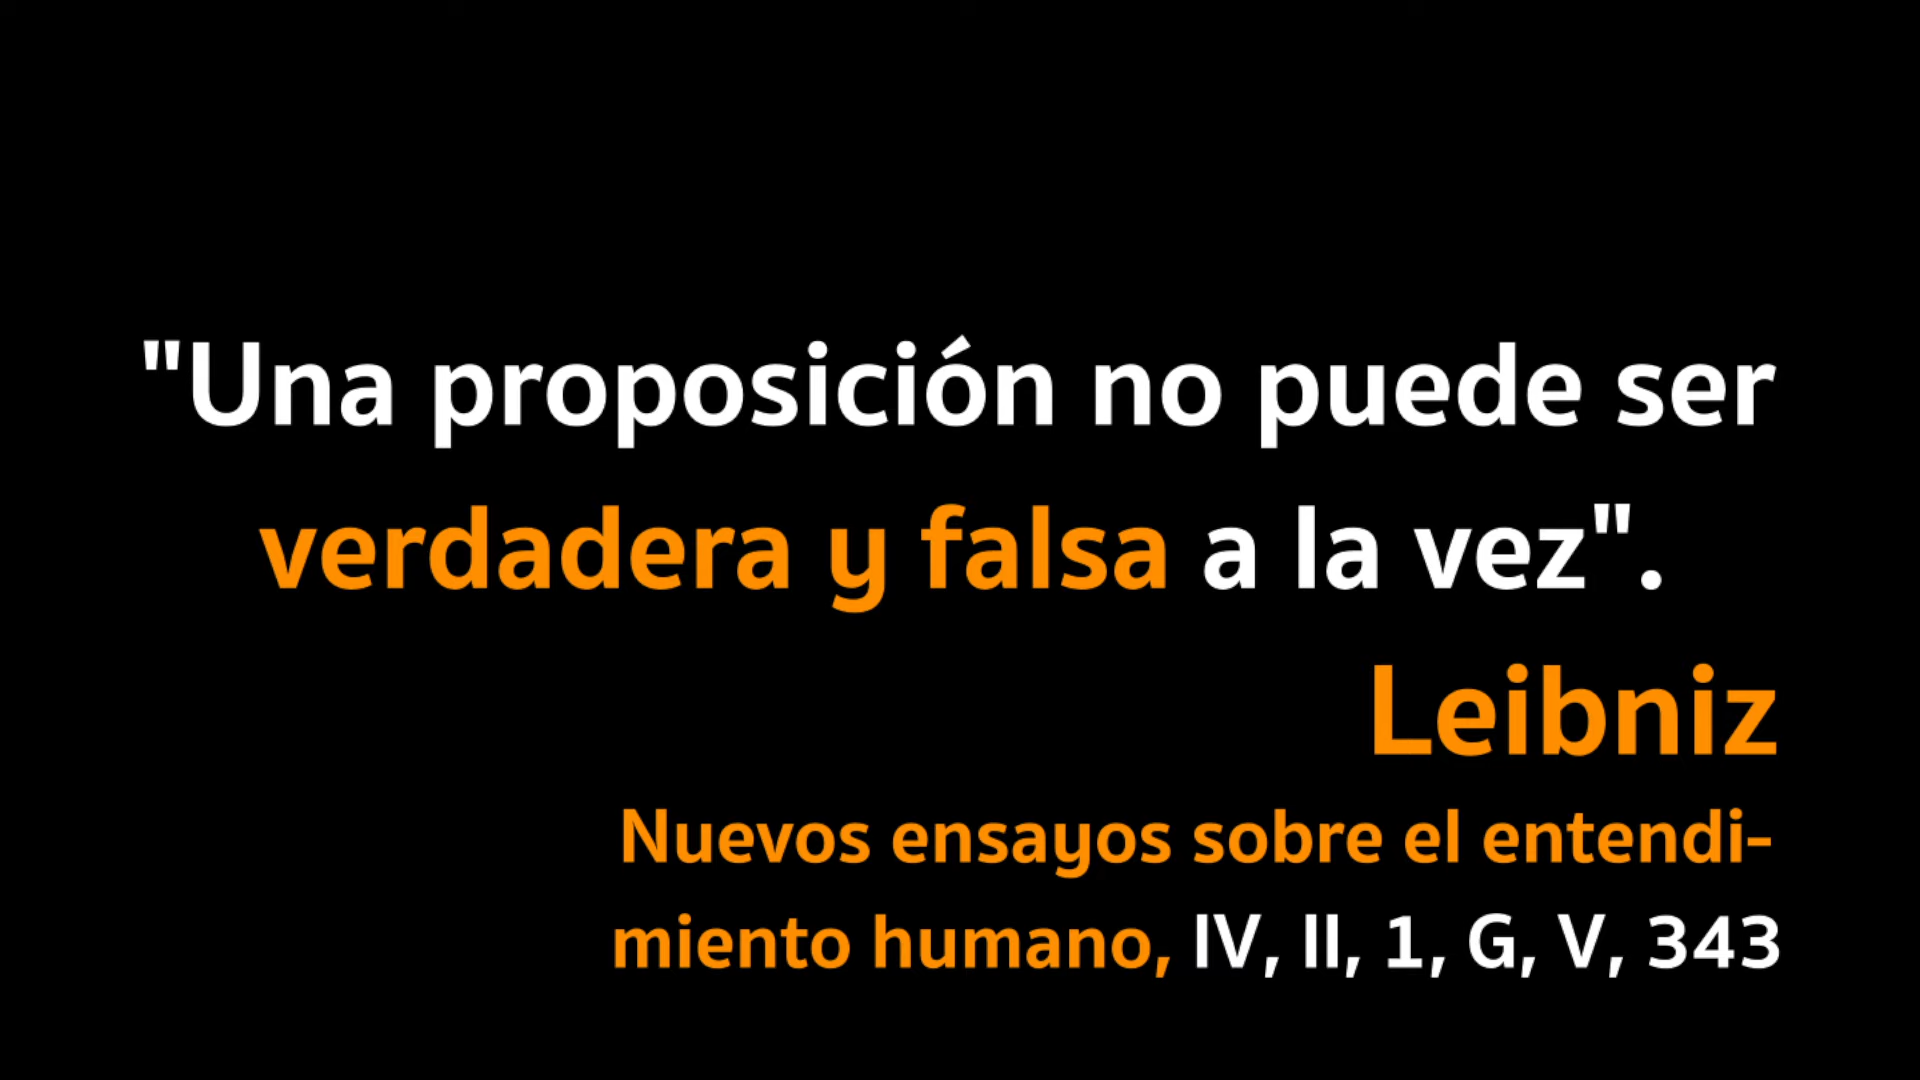 "Una proposición no puede ser
verdadera y falsa a la vez".
Leibniz
Nuevos ensayos sobre el entendi-
miento humano, IV, II, 1, G, V, 343